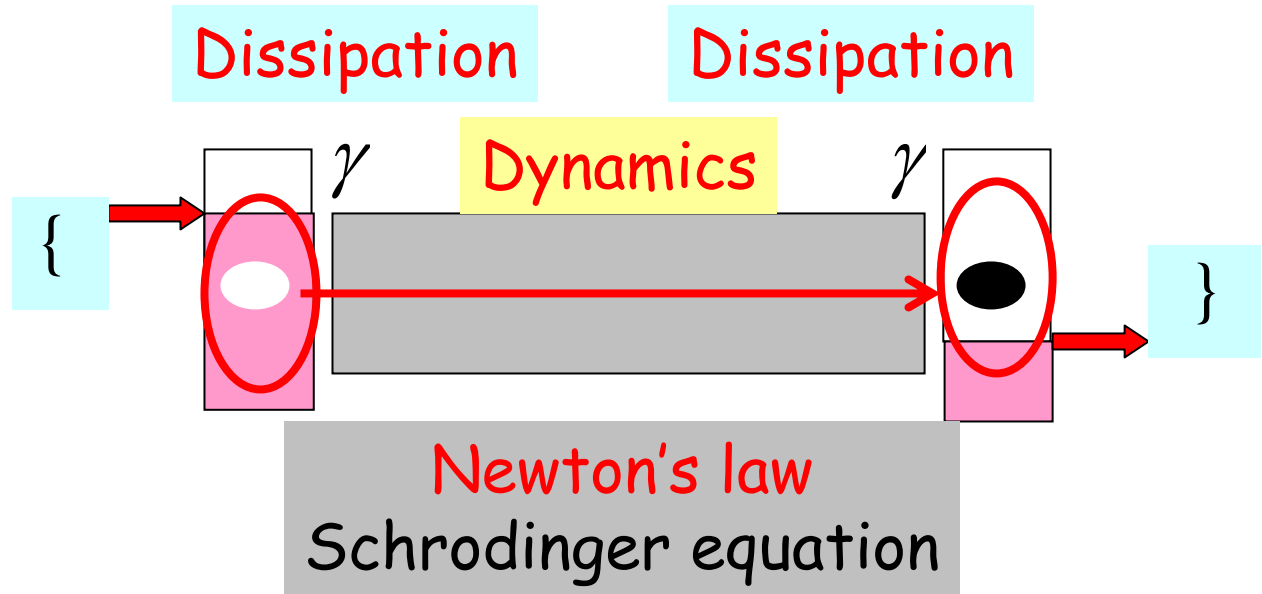 Dissipation Dissipation
γ Dynamics γ
{ }
Newton's law
Schrodinger equation